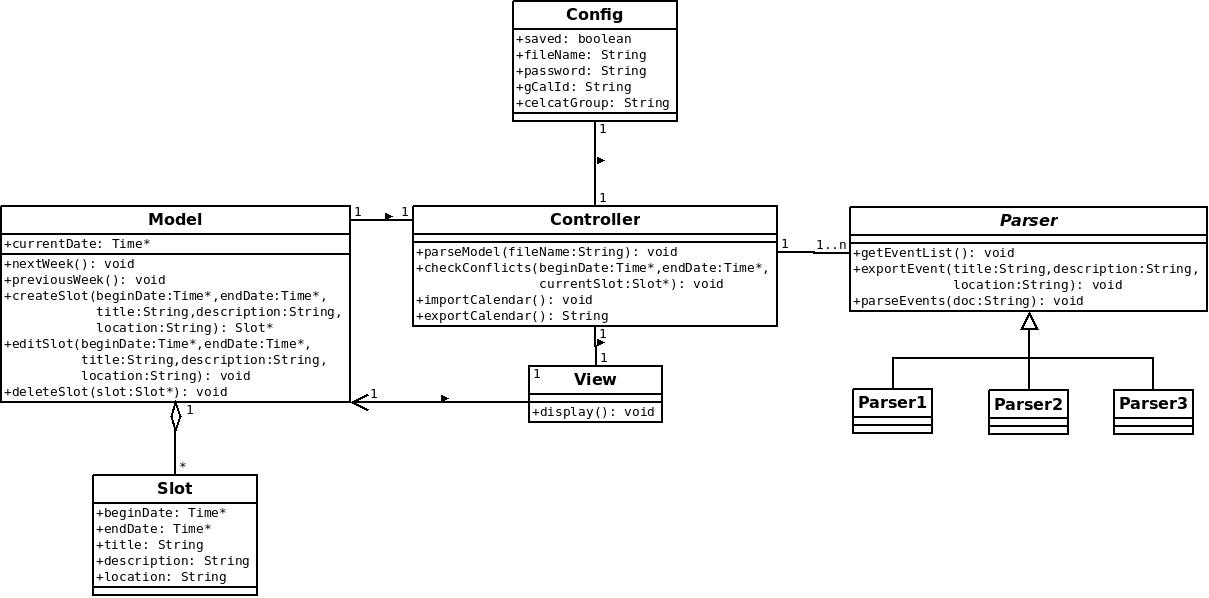 Config
+saved: boolean
+fileName: String
+password: String
+gCalId: String
+celcatGroup: String
1
1
Model
+currentDate: Time*
+nextWeek(): void
+previousWeek(): void
+createSlot(beginDate:Time*,endDate:Time*,
title:String,description:String,
location:String): Slot*
+editSlot(beginDate:Time*,endDate:Time*,
title:String,description:String,
location:String): void
+deleteSlot(slot:Slot*): void
1
1
Controller
+parseModel(fileName:String): void
+checkConflicts(beginDate:Time*,endDate:Time*,
currentSlot:Slot*): void
+importCalendar(): void
+exportCalendar(): String
1
1..n
Parser
+getEventList(): void
+exportEvent(title:String,description:String,
location:String): void
+parseEvents(doc:String): void
1
1
1
View
+display(): void
1
Parser1
Parser2
Parser3
1
*
Slot
+beginDate: Time*
+endDate: Time*
+title: String
+description: String
+location: String